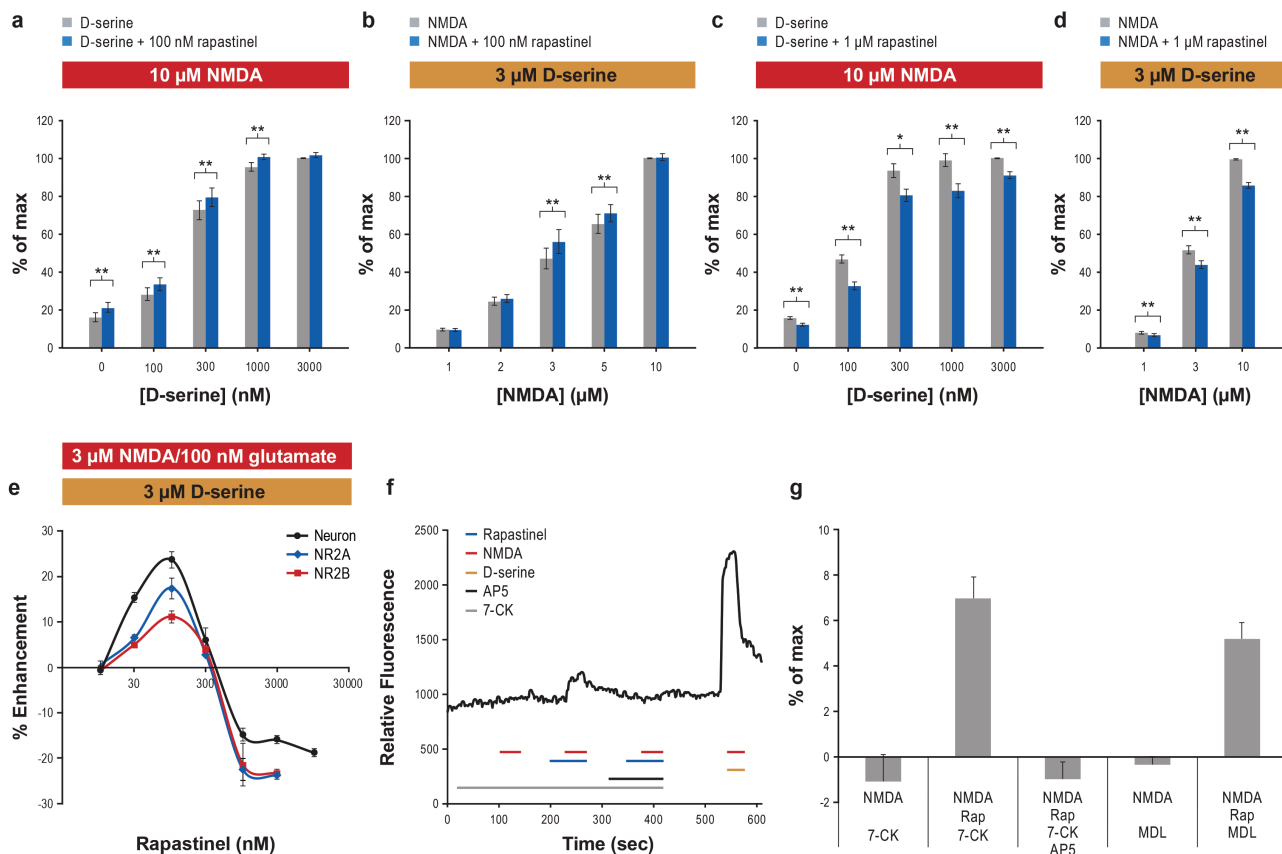 a
D-serine
D-serine + 100 nM rapastinel
10 µM NMDA
120
100
80
60
40
20
0
% of max
**
**
**
**
0
100
300
1000
3000
[D-serine] (nM)
b
NMDA
NMDA + 100 nM rapastinel
3 µM D-serine
120
100
80
60
40
20
0
% of max
**
**
1
2
3
5
10
[NMDA] (µM)
c
D-serine
D-serine + 1 µM rapastinel
10 µM NMDA
120
100
80
60
40
20
0
% of max
**
**
*
**
**
0
100
300
1000
3000
[D-serine] (nM)
d
NMDA
NMDA + 1 µM rapastinel
3 µM D-serine
120
100
80
60
40
20
0
% of max
**
**
**
1
3
10
[NMDA] (µM)
3 µM NMDA/100 nM glutamate
e
3 µM D-serine
30
20
10
0
-10
-20
-30
% Enhancement
Neuron
NR2A
NR2B
30
300
3000
30000
Rapastinel (nM)
f
2500
2000
1500
1000
500
0
Relative Fluorescence
Rapastinel
NMDA
D-serine
AP5
7-CK
0
100
200
300
400
500
600
Time (sec)
g
10
8
6
4
2
0
-2
% of max
NMDA
7-CK
NMDA
Rap
7-CK
NMDA
Rap
7-CK
AP5
NMDA
MDL
NMDA
Rap
MDL